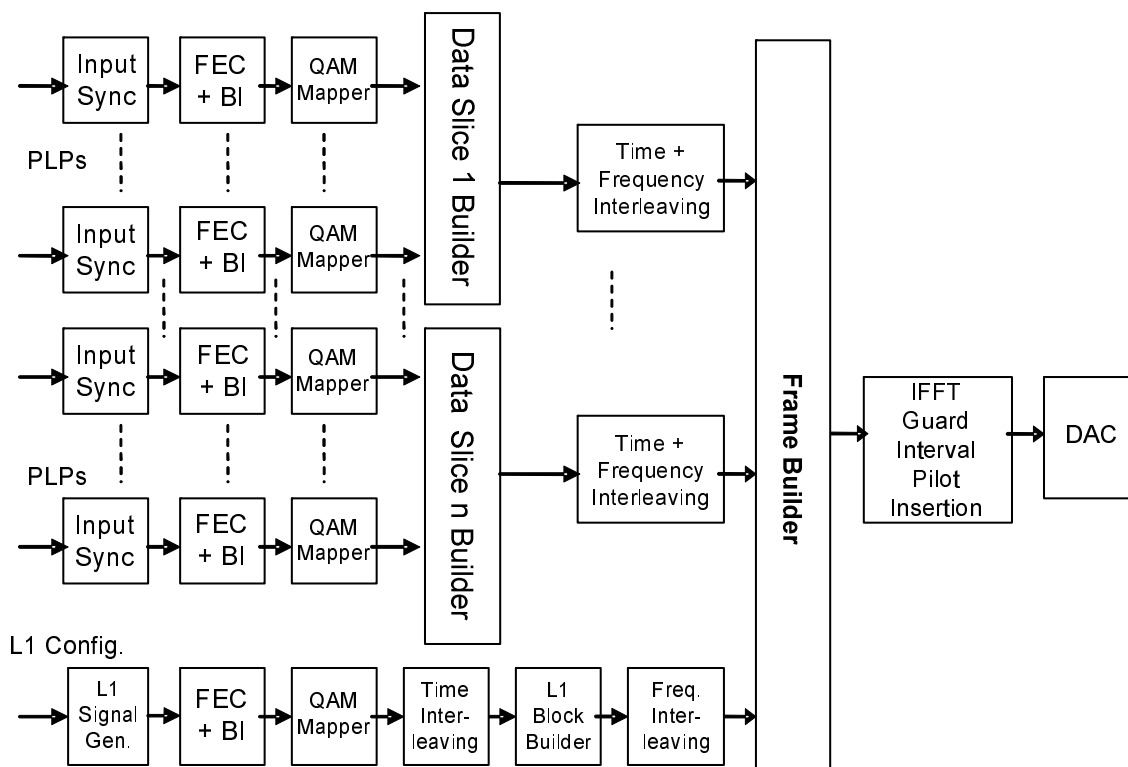 Input
Sync
FEC
+ BI
QAM
Mapper
PLPs
Input
Sync
FEC
+ BI
QAM
Mapper
Data Slice 1 Builder
Time +
Frequency
Interleaving
Input
Sync
FEC
+ BI
QAM
Mapper
PLPs
Input
Sync
FEC
+ BI
QAM
Mapper
Data Slice n Builder
Time +
Frequency
Interleaving
L1 Config.
L1
Signal
Gen.
FEC
+ BI
QAM
Mapper
Time
Inter-
leaving
L1
Block
Builder
Freq.
Inter-
leaving
Frame Builder
IFFT
Guard
Interval
Pilot
Insertion
DAC